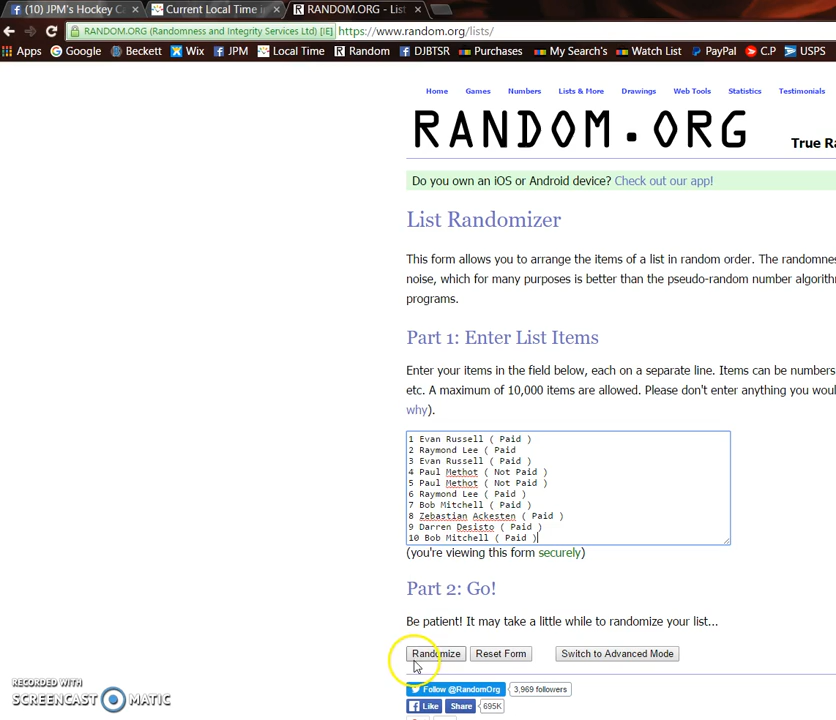 (10) JPM's Hockey C
Current Local Time i
RANDOM.ORG - List
RANDOM.ORG (Randomness and Integrity Services Ltd) [IE] https://www.random.org/lists/
Apps Google Beckett Wix JPM Local Time Random DJBTSR Purchases My Search's Watch List PayPal C.P USPS
Home Games Numbers Lists & More Drawings Web Tools Statistics Testimonials
RANDOM.ORG
True Ra
Do you own an iOS or Android device? Check out our app!
List Randomizer
This form allows you to arrange the items of a list in random order. The randomne
noise, which for many purposes is better than the pseudo-random number algorith
programs.
Part 1: Enter List Items
Enter your items in the field below, each on a separate line. Items can be numbers
etc. A maximum of 10,000 items are allowed. Please don't enter anything you woul
why).
1 Evan Russell ( Paid )
2 Raymond Lee ( Paid
3 Evan Russell ( Paid )
4 Paul Methot ( Not Paid )
5 Paul Methot ( Not Paid )
6 Raymond Lee ( Paid )
7 Bob Mitchell ( Paid )
8 Zebastian Ackesten ( Paid )
9 Darren Desisto ( Paid )
10 Bob Mitchell ( Paid )
(you're viewing this form securely)
Part 2: Go!
Be patient! It may take a little while to randomize your list...
Randomize Reset Form Switch to Advanced Mode
Follow @RandomOrg 3,969 followers
Like Share 695K
RECORDED WITH
SCREENCAST MATIC